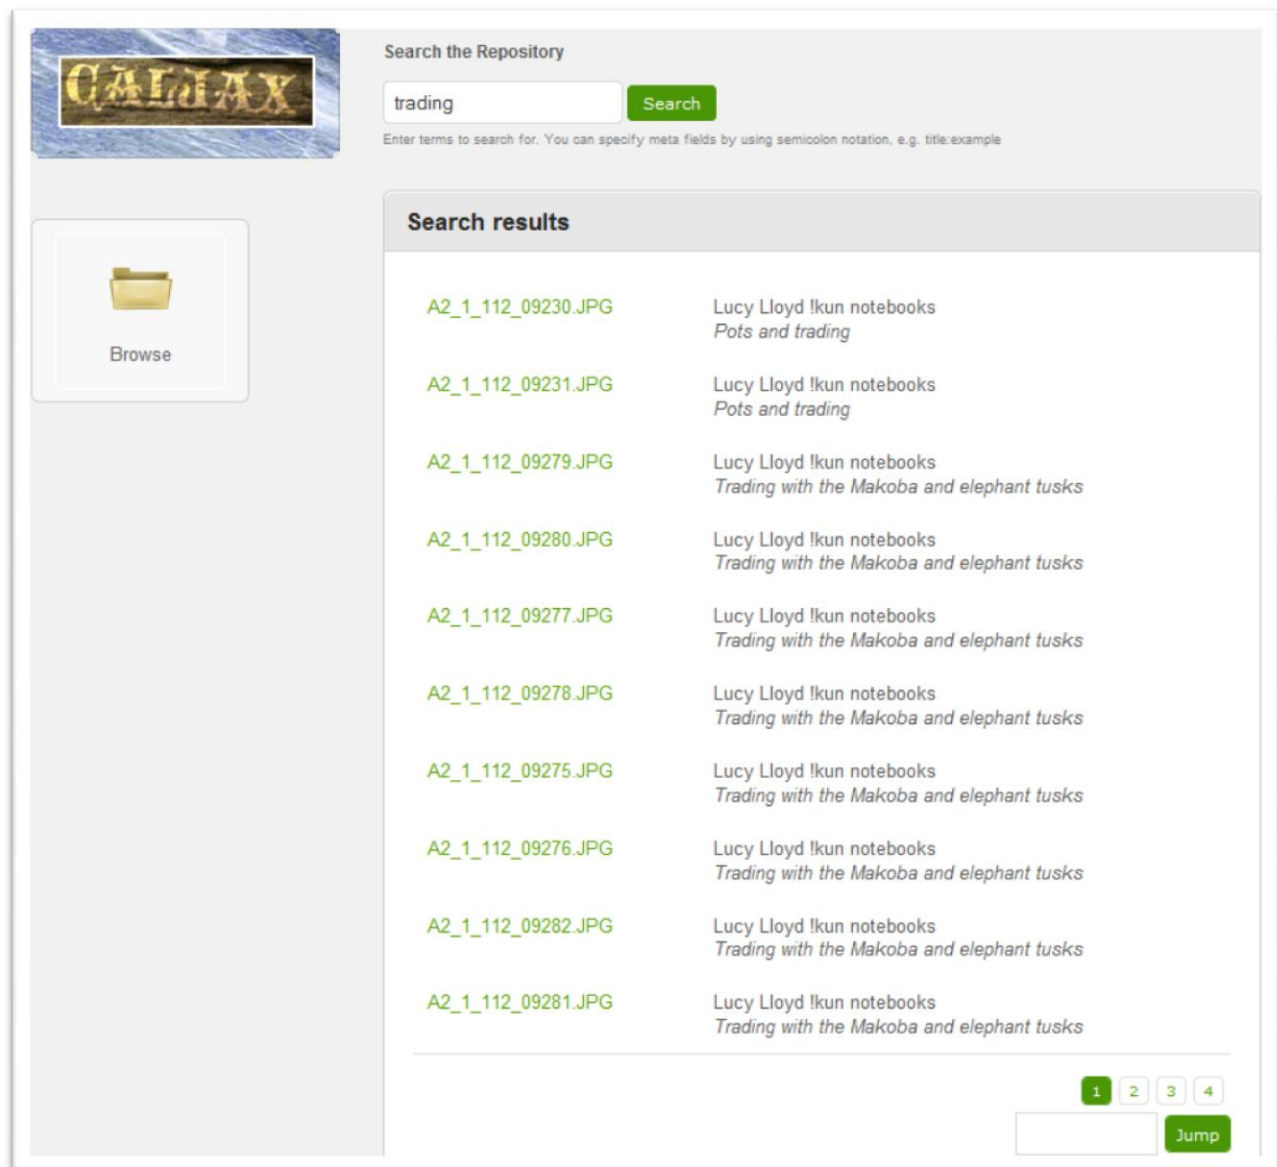 CALJAX
Search the Repository
trading
Search
Enter terms to search for. You can specify meta fields by using semicolon notation, e.g. title:example
Browse
Search results
A2_1_112_09230.JPG Lucy Lloyd !kun notebooks
Pots and trading
A2_1_112_09231.JPG Lucy Lloyd !kun notebooks
Pots and trading
A2_1_112_09279.JPG Lucy Lloyd !kun notebooks
Trading with the Makoba and elephant tusks
A2_1_112_09280.JPG Lucy Lloyd !kun notebooks
Trading with the Makoba and elephant tusks
A2_1_112_09277.JPG Lucy Lloyd !kun notebooks
Trading with the Makoba and elephant tusks
A2_1_112_09278.JPG Lucy Lloyd !kun notebooks
Trading with the Makoba and elephant tusks
A2_1_112_09275.JPG Lucy Lloyd !kun notebooks
Trading with the Makoba and elephant tusks
A2_1_112_09276.JPG Lucy Lloyd !kun notebooks
Trading with the Makoba and elephant tusks
A2_1_112_09282.JPG Lucy Lloyd !kun notebooks
Trading with the Makoba and elephant tusks
A2_1_112_09281.JPG Lucy Lloyd !kun notebooks
Trading with the Makoba and elephant tusks
1 2 3 4
Jump